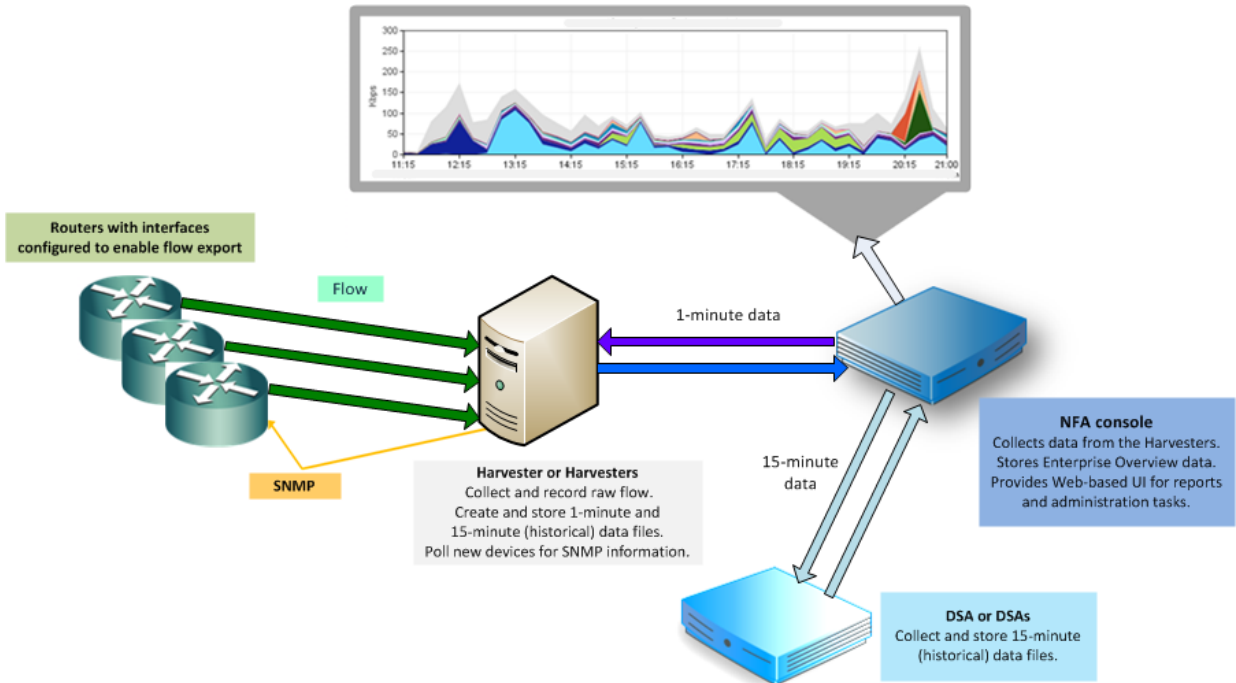 300
250
200
150
100
50
0
Kbps
11:15 12:15 13:15 14:15 15:15 16:15 17:15 18:15 19:15 20:15 21:00
Routers with interfaces
configured to enable flow export
Flow
1-minute data
SNMP
Harvester or Harvesters
Collect and record raw flow.
Create and store 1-minute and
15-minute (historical) data files.
Poll new devices for SNMP information.
15-minute
data
NFA console
Collects data from the Harvesters.
Stores Enterprise Overview data.
Provides Web-based UI for reports
and administration tasks.
DSA or DSAs
Collect and store 15-minute
(historical) data files.